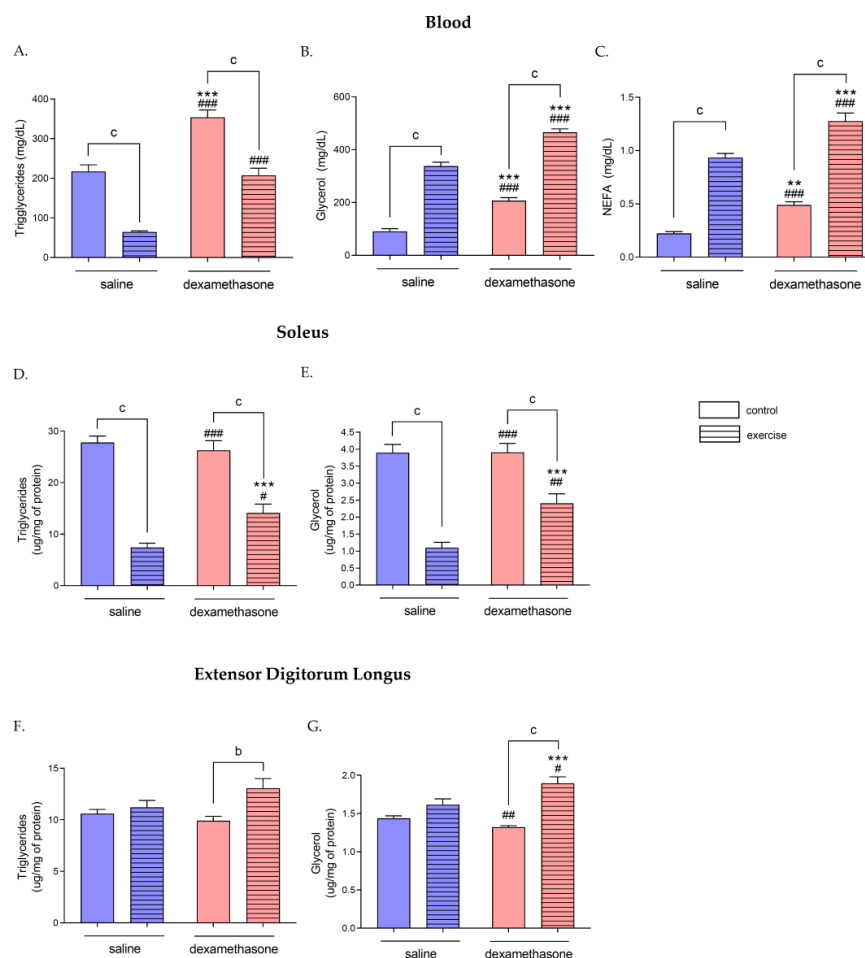 Blood
A.
B.
C.
Trigglycerides (mg/dL)
400
300
200
100
0
c
c
***
###
###
saline
dexamethasone
Glycerol (mg/dL)
600
400
200
0
c
c
***
###
***
###
saline
dexamethasone
NEFA (mg/dL)
1.5
1.0
0.5
0.0
c
c
**
###
***
###
saline
dexamethasone
Soleus
D.
E.
Triglycerides
(ug/mg of protein)
30
20
10
0
c
c
###
***
#
saline
dexamethasone
Glycerol
(ug/mg of protein)
4.5
4.0
3.5
3.0
2.5
2.0
1.5
1.0
0.5
0.0
c
c
###
***
##
saline
dexamethasone
control
exercise
Extensor Digitorum Longus
F.
G.
Triglycerides
(ug/mg of protein)
15
10
5
0
b
saline
dexamethasone
Glycerol
(ug/mg of protein)
2.0
1.5
1.0
0.5
0.0
c
##
***
#
saline
dexamethasone